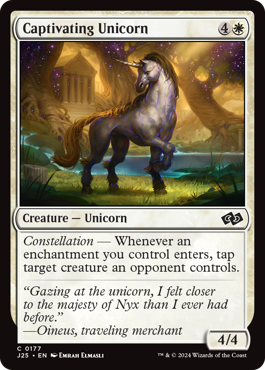 Captivating Unicorn 4
Creature — Unicorn
Constellation — Whenever an
enchantment you control enters, tap
target creature an opponent controls.
“Gazing at the unicorn, I felt closer
to the majesty of Nyx than I ever had
before.”
—Oineus, traveling merchant
4/4
C 0177
J25 • EN EMRAH ELMASLI ™ & © 2024 Wizards of the Coast